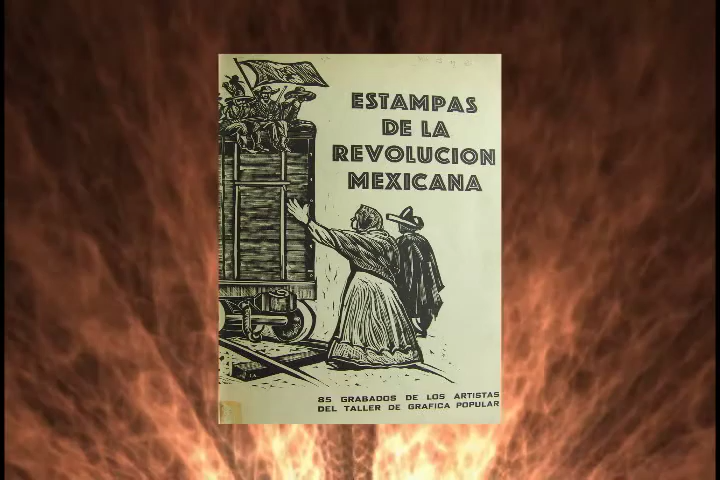 ESTAMPAS
DE LA
REVOLUCION
MEXICANA
85 GRABADOS DE LOS ARTISTAS
DEL TALLER DE GRAFICA POPULAR